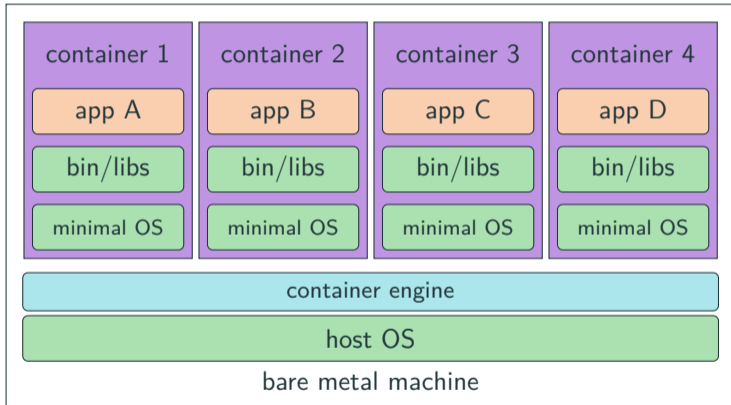 container 1
app A
bin/libs
minimal OS
container 2
app B
bin/libs
minimal OS
container 3
app C
bin/libs
minimal OS
container 4
app D
bin/libs
minimal OS
container engine
host OS
bare metal machine